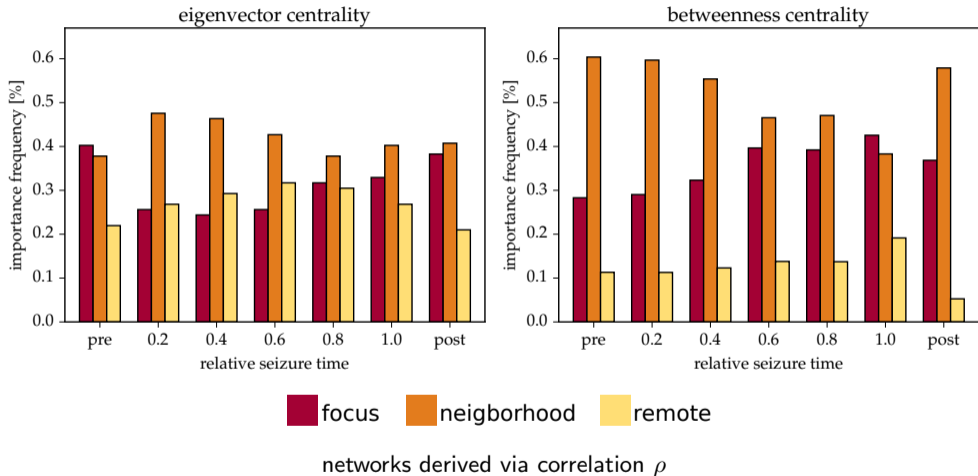 eigenvector centrality
importance frequency [%]
0.6
0.5
0.4
0.3
0.2
0.1
0.0
pre 0.2 0.4 0.6 0.8 1.0 post
relative seizure time
betweenness centrality
importance frequency [%]
0.6
0.5
0.4
0.3
0.2
0.1
0.0
pre 0.2 0.4 0.6 0.8 1.0 post
relative seizure time
focus neigborhood remote
networks derived via correlation ρ